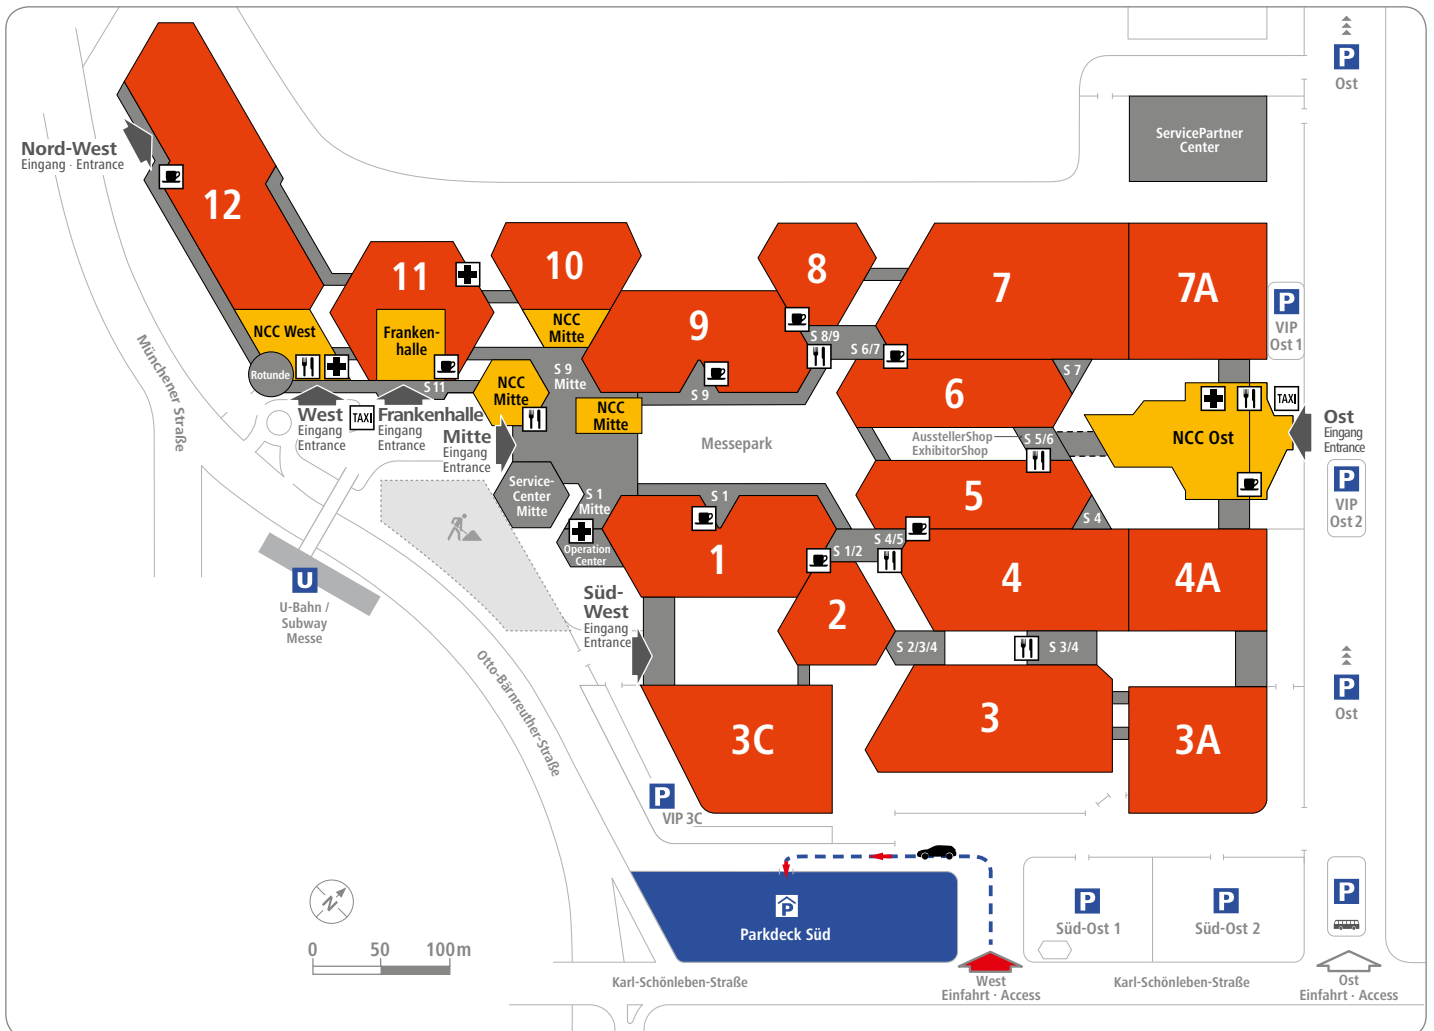 P
Ost
ServicePartner
Center
Nord-West
Eingang · Entrance
12
11
10
8
7
7A
9
NCC West
Franken-
halle
NCC
Mitte
P
VIP
Ost 1
S 8/9
S 6/7
Rotunde
S 11
S 9
Mitte
NCC
Mitte
NCC
Mitte
S 9
6
S 7
TAXI
West
Eingang
Entrance
TAXI
Frankenhalle
Eingang
Entrance
Mitte
Eingang
Entrance
Messepark
AusstellerShop
ExhibitorShop
S 5/6
NCC Ost
Ost
Eingang
Entrance
Münchener Straße
Service-
Center
Mitte
S 1
Mitte
S 1
5
S 4
P
VIP
Ost 2
Operation
Center
1
S 1/2
S 4/5
4
4A
U
U-Bahn /
Subway
Messe
Süd-
West
Eingang
Entrance
2
S 2/3/4
S 3/4
Otto-Bärnreuther-Straße
3C
3
3A
P
Ost
P
VIP 3C
P
Parkdeck Süd
P
Süd-Ost 1
P
Süd-Ost 2
P
N
0 50 100 m
Karl-Schönleben-Straße
West
Einfahrt · Access
Karl-Schönleben-Straße
Ost
Einfahrt · Access